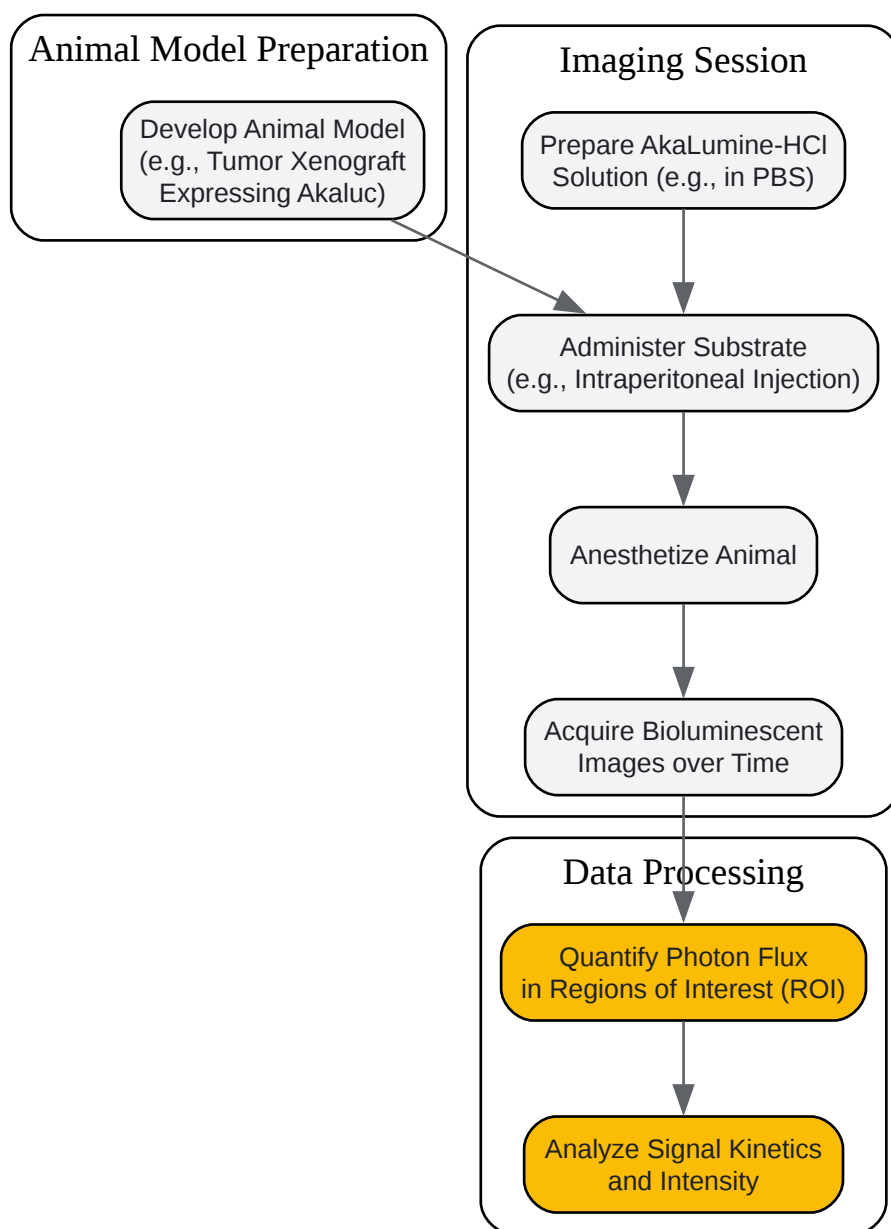 Animal Model Preparation
Develop Animal Model
(e.g., Tumor Xenograft
Expressing Akaluc)
Imaging Session
Prepare AkaLumine-HCl
Solution (e.g., in PBS)
Administer Substrate
(e.g., Intraperitoneal Injection)
Anesthetize Animal
Acquire Bioluminescent
Images over Time
Data Processing
Quantify Photon Flux
in Regions of Interest (ROI)
Analyze Signal Kinetics
and Intensity